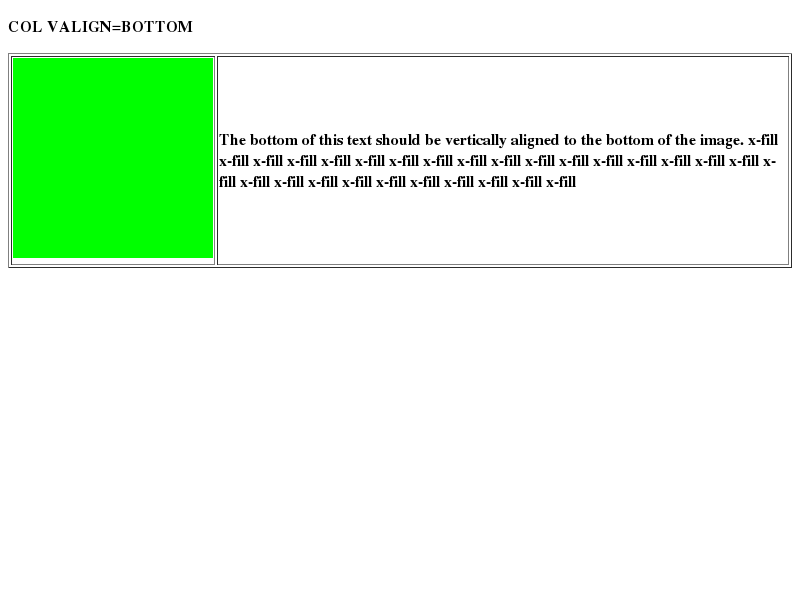 COL VALIGN=BOTTOM
The bottom of this text should be vertically aligned to the bottom of the image. x-fill
x-fill x-fill x-fill x-fill x-fill x-fill x-fill x-fill x-fill x-fill x-fill x-fill x-fill x-fill x-fill x-fill x-
fill x-fill x-fill x-fill x-fill x-fill x-fill x-fill x-fill x-fill x-fill